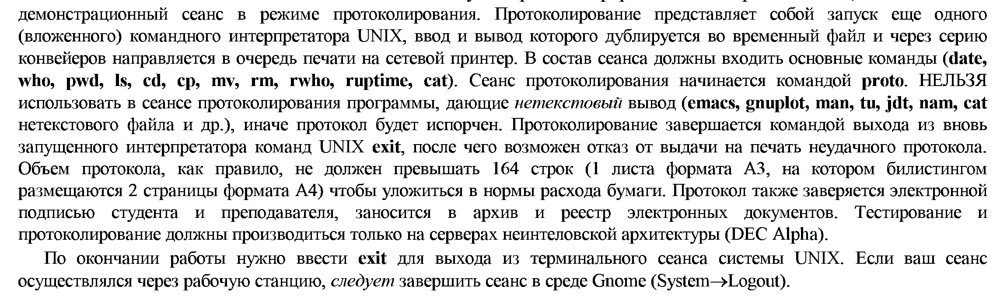 демонстрационный сеанс в режиме протоколирования. Протоколирование представляет собой запуск еще одного
(вложенного) командного интерпретатора UNIX, ввод и вывод которого дублируется во временный файл и через серию
конвейеров направляется в очередь печати на сетевой принтер. В состав сеанса должны входить основные команды (date,
who, pwd, ls, cd, cp, mv, rm, rwho, ruptime, cat). Сеанс протоколирования начинается командой proto. НЕЛЬЗЯ
использовать в сеансе протоколирования программы, дающие нетекстовый вывод (emacs, gnuplot, man, tu, jdt, nam, cat
нетекстового файла и др.), иначе протокол будет испорчен. Протоколирование завершается командой выхода из вновь
запущенного интерпретатора команд UNIX exit, после чего возможен отказ от выдачи на печать неудачного протокола.
Объем протокола, как правило, не должен превышать 164 строк (1 листа формата А3, на котором билистингом
размещаются 2 страницы формата А4) чтобы уложиться в нормы расхода бумаги. Протокол также заверяется электронной
подписью студента и преподавателя, заносится в архив и реестр электронных документов. Тестирование и
протоколирование должны производиться только на серверах неинтеловской архитектуры (DEC Alpha).
По окончании работы нужно ввести exit для выхода из терминального сеанса системы UNIX. Если ваш сеанс
осуществлялся через рабочую станцию, следует завершить сеанс в среде Gnome (System→Logout).